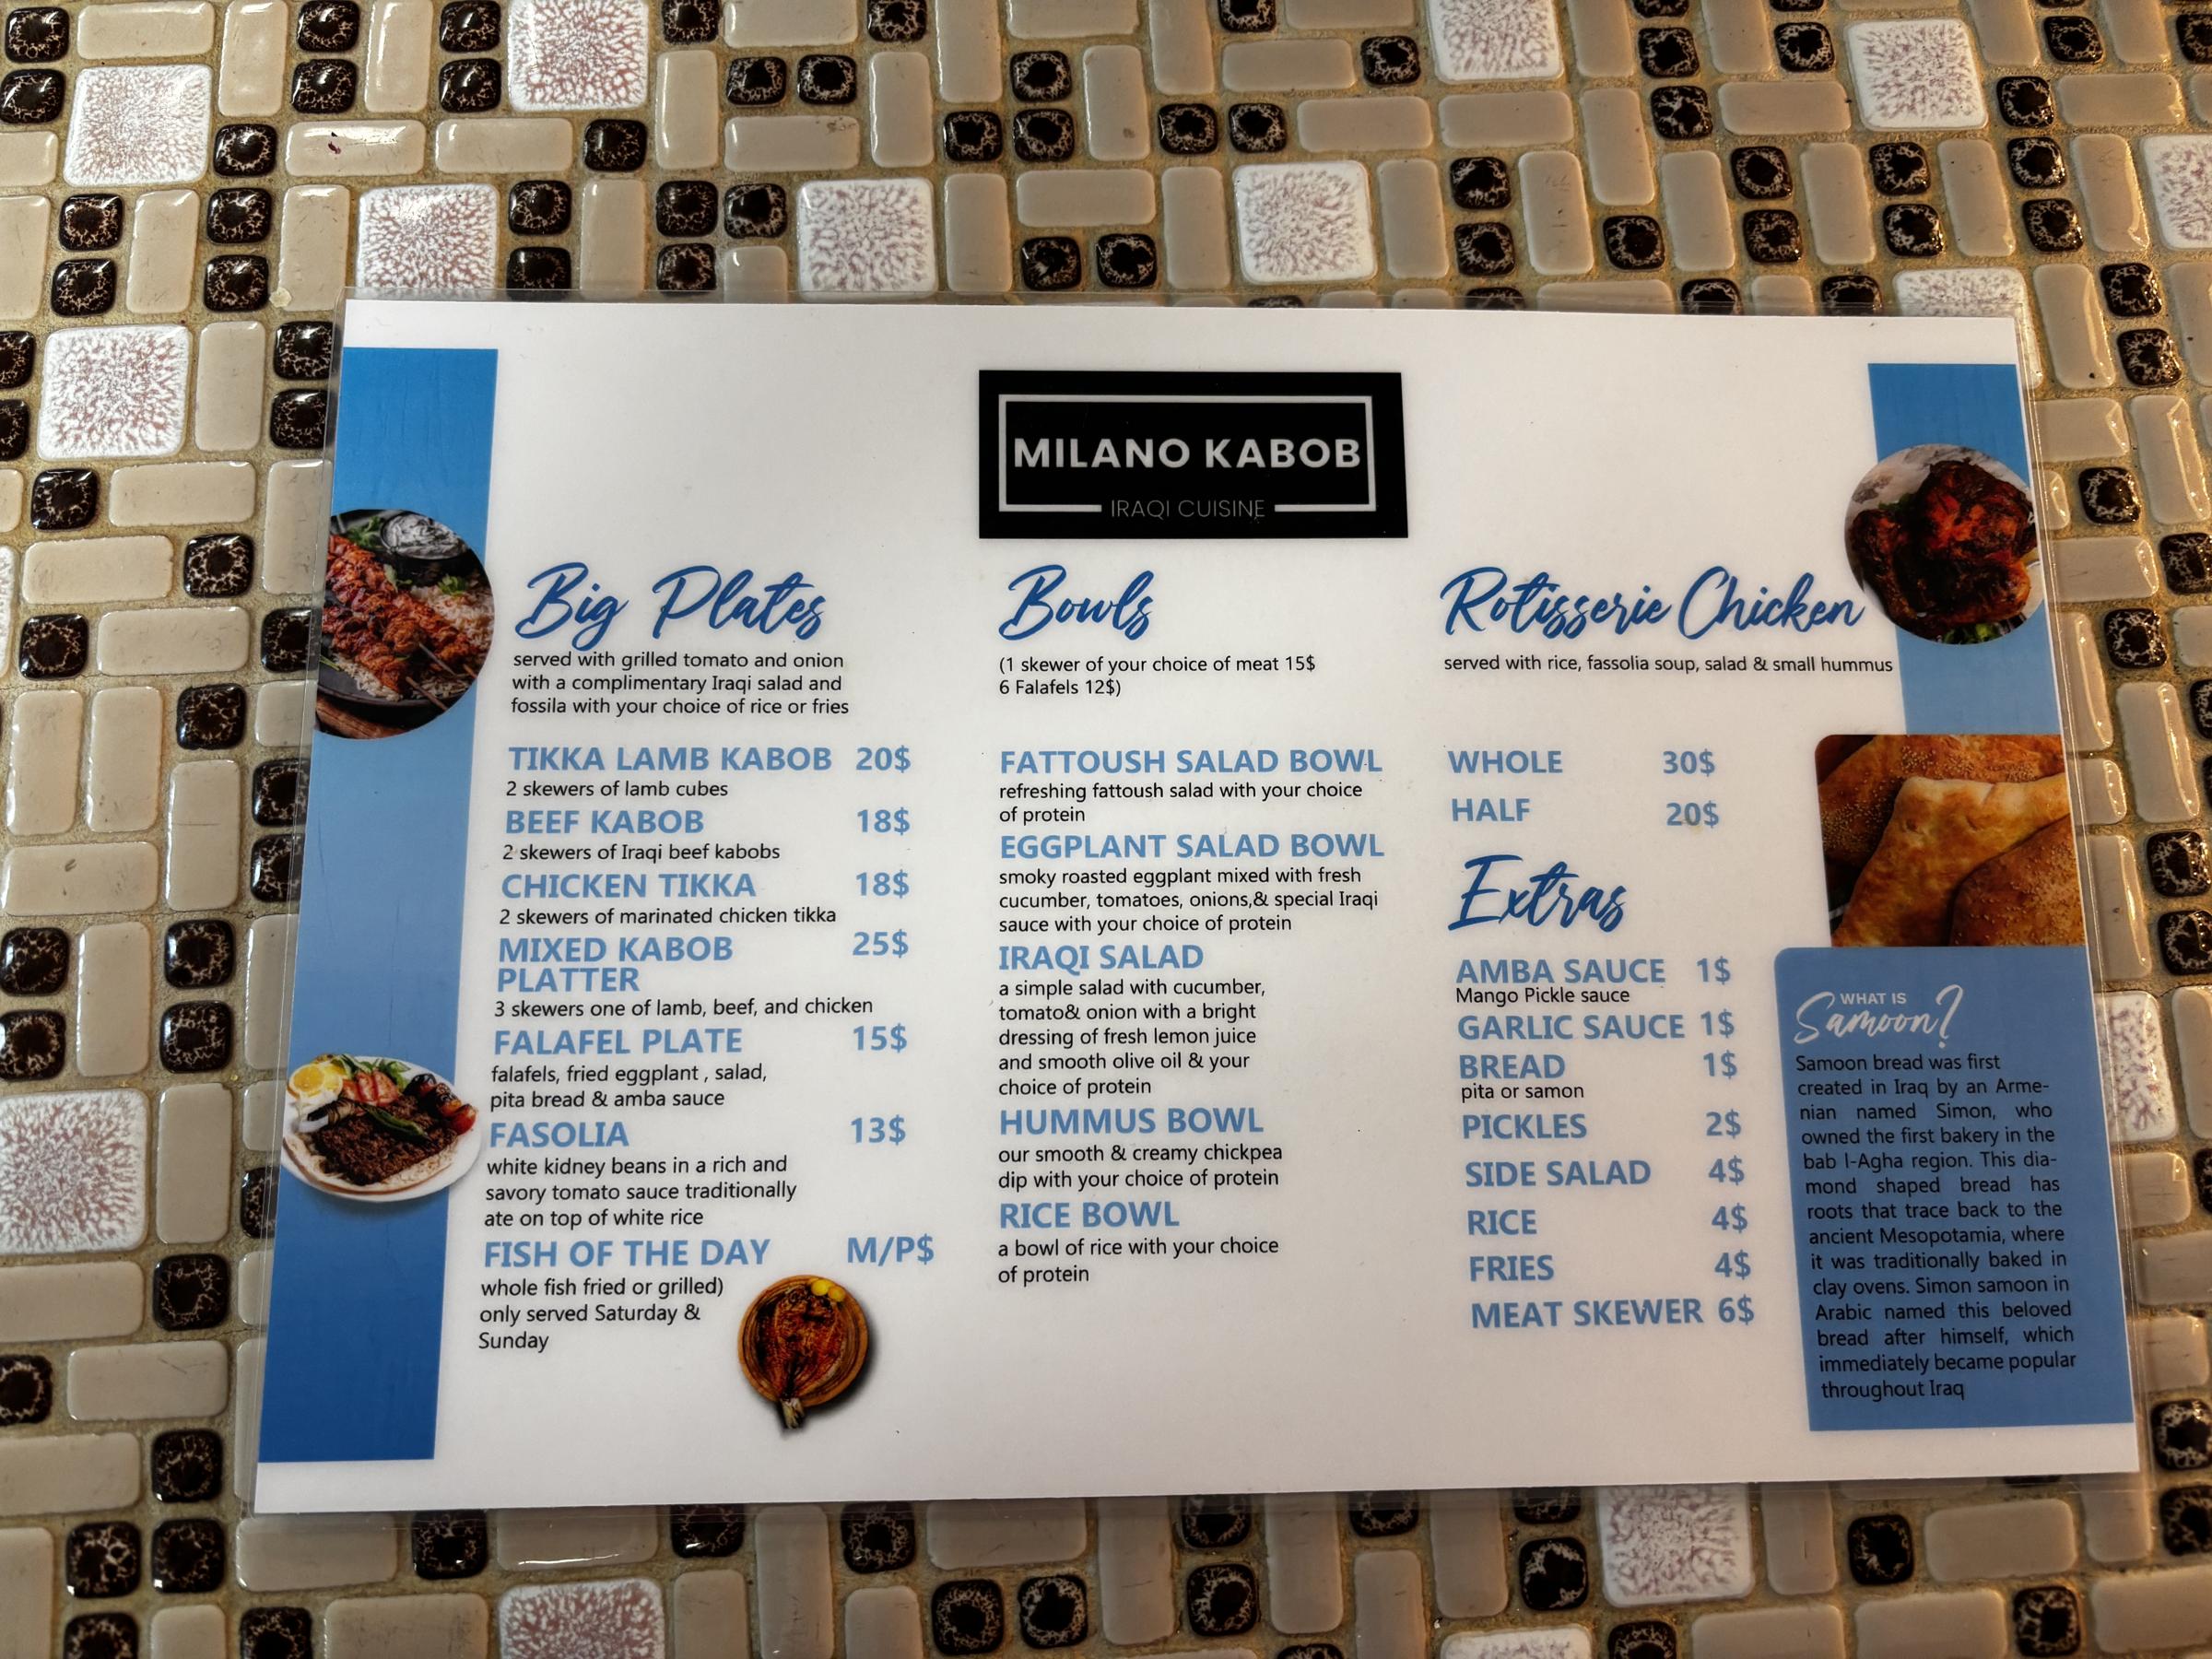 MILANO KABOB
IRAQI CUISINE
Big Plates
served with grilled tomato and onion
with a complimentary Iraqi salad and
fossila with your choice of rice or fries
TIKKA LAMB KABOB 20$
2 skewers of lamb cubes
BEEF KABOB 18$
2 skewers of Iraqi beef kabobs
CHICKEN TIKKA 18$
2 skewers of marinated chicken tikka
MIXED KABOB 25$
PLATTER
3 skewers one of lamb, beef, and chicken
FALAFEL PLATE 15$
falafels, fried eggplant , salad,
pita bread & amba sauce
FASOLIA 13$
white kidney beans in a rich and
savory tomato sauce traditionally
ate on top of white rice
FISH OF THE DAY M/P$
whole fish fried or grilled)
only served Saturday &
Sunday
Bowls
(1 skewer of your choice of meat 15$
6 Falafels 12$)
FATTOUSH SALAD BOWL
refreshing fattoush salad with your choice
of protein
EGGPLANT SALAD BOWL
smoky roasted eggplant mixed with fresh
cucumber, tomatoes, onions,& special Iraqi
sauce with your choice of protein
IRAQI SALAD
a simple salad with cucumber,
tomato& onion with a bright
dressing of fresh lemon juice
and smooth olive oil & your
choice of protein
HUMMUS BOWL
our smooth & creamy chickpea
dip with your choice of protein
RICE BOWL
a bowl of rice with your choice
of protein
Rotisserie Chicken
served with rice, fassolia soup, salad & small hummus
WHOLE 30$
HALF 20$
Extras
AMBA SAUCE 1$
Mango Pickle sauce
GARLIC SAUCE 1$
BREAD 1$
pita or samon
PICKLES 2$
SIDE SALAD 4$
RICE 4$
FRIES 4$
MEAT SKEWER 6$
WHAT IS
Samoon?
Samoon bread was first
created in Iraq by an Arme-
nian named Simon, who
owned the first bakery in the
bab l-Agha region. This dia-
mond shaped bread has
roots that trace back to the
ancient Mesopotamia, where
it was traditionally baked in
clay ovens. Simon samoon in
Arabic named this beloved
bread after himself, which
immediately became popular
throughout Iraq